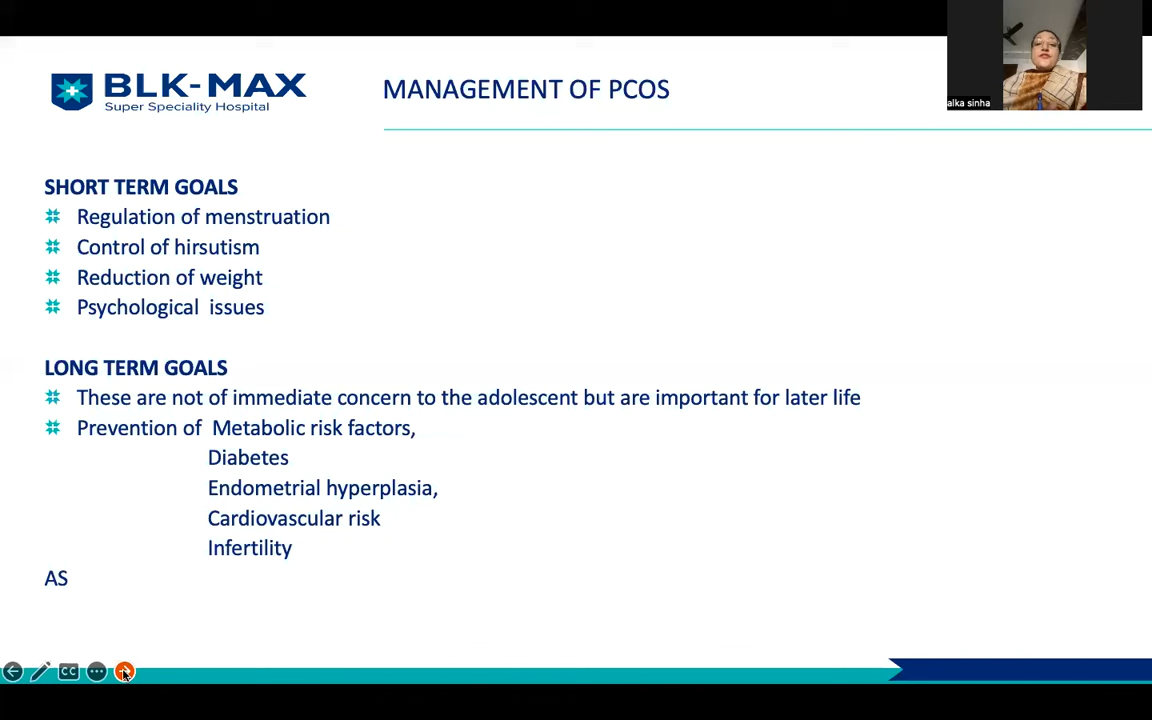 BLK-MAX
Super Speciality Hospital
MANAGEMENT OF PCOS
alka sinha
SHORT TERM GOALS
Regulation of menstruation
Control of hirsutism
Reduction of weight
Psychological issues
LONG TERM GOALS
These are not of immediate concern to the adolescent but are important for later life
Prevention of Metabolic risk factors,
Diabetes
Endometrial hyperplasia,
Cardiovascular risk
Infertility
AS
CC